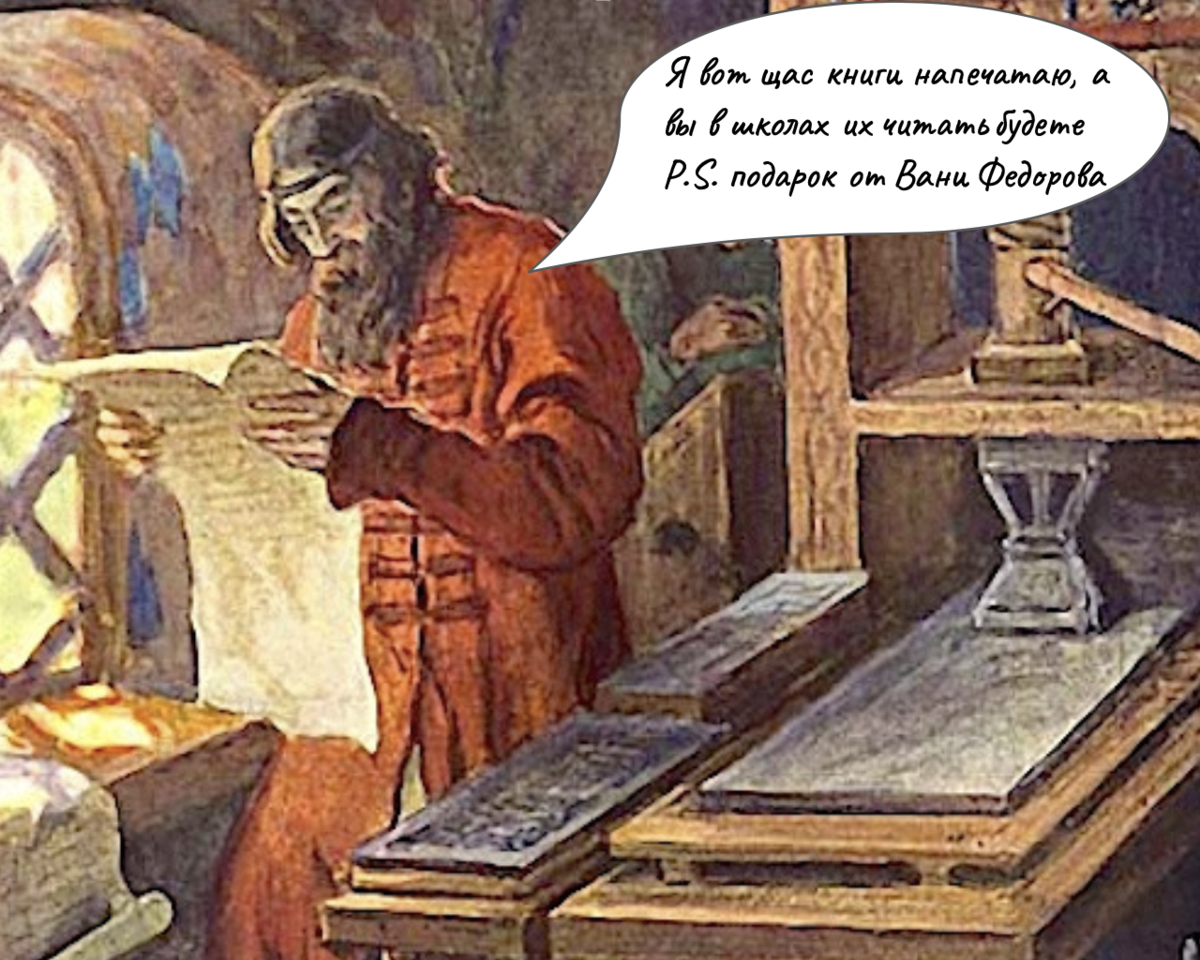 Я вот щас книги напечатаю, а
вы в школах их читать будете
P.S. подарок от Вани Федорова